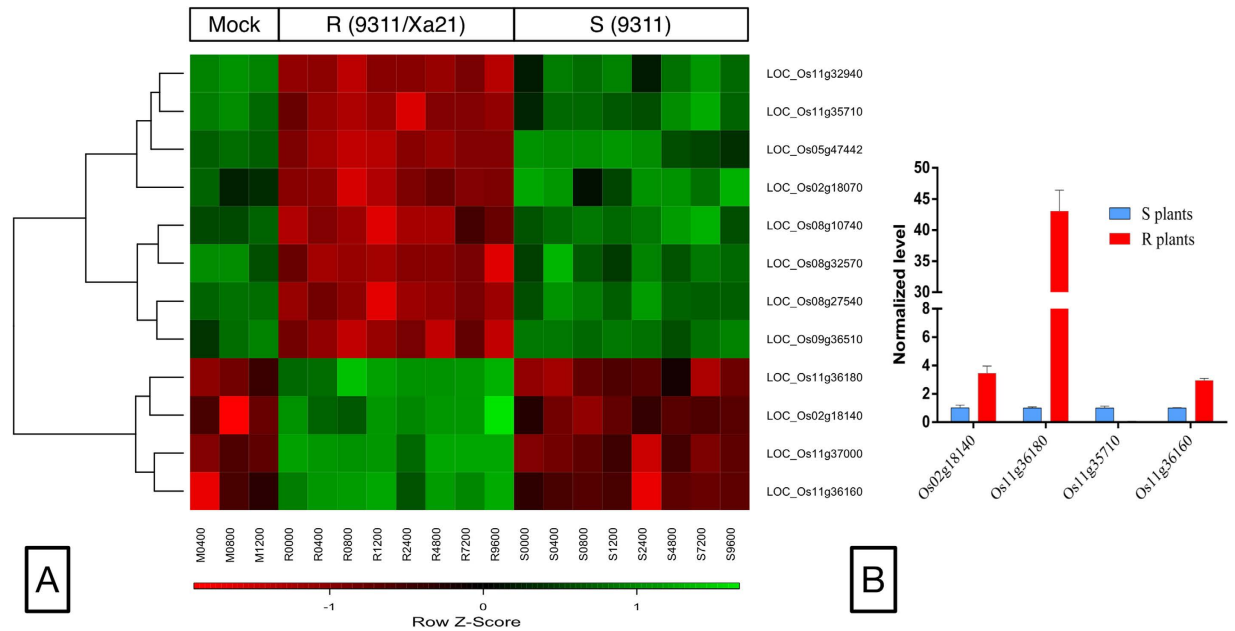 Mock R (9311/Xa21) S (9311)
LOC_Os11g32940
LOC_Os11g35710
LOC_Os05g47442
LOC_Os02g18070
LOC_Os08g10740
LOC_Os08g32570
LOC_Os08g27540
LOC_Os09g36510
LOC_Os11g36180
LOC_Os02g18140
LOC_Os11g37000
LOC_Os11g36160
M0400 M0800 M1200 R0000 R0400 R0800 R1200 R2400 R4800 R7200 R9600 S0000 S0400 S0800 S1200 S2400 S4800 S7200 S9600
-1 0 1
Row Z-Score
A
Normalized level
50
45
40
35
30
8
6
4
2
0
S plants
R plants
Os02g18140 Os11g36180 Os11g35710 Os11g36160
B